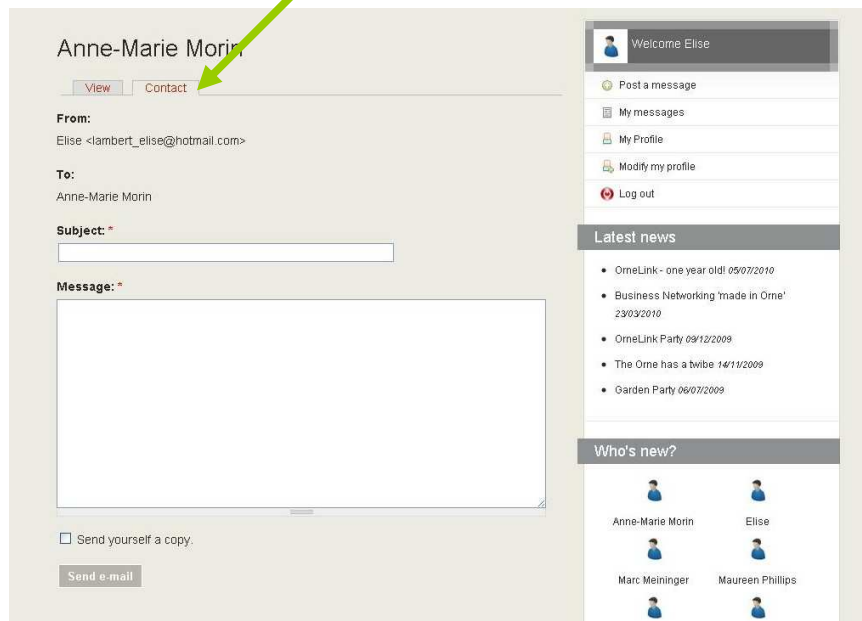 Anne-Marie Morin
View Contact
From:
Elise <lambert_elise@hotmail.com>
To:
Anne-Marie Morin
Subject: *
Message: *
Send yourself a copy.
Send e-mail
Welcome Elise
Post a message
My messages
My Profile
Modify my profile
Log out
Latest news
OrneLink - one year old! 05/07/2010
Business Networking 'made in Orne'
23/03/2010
OrneLink Party 09/12/2009
The Orne has a twibe 14/11/2009
Garden Party 06/07/2009
Who's new?
Anne-Marie Morin Elise
Marc Meininger Maureen Phillips